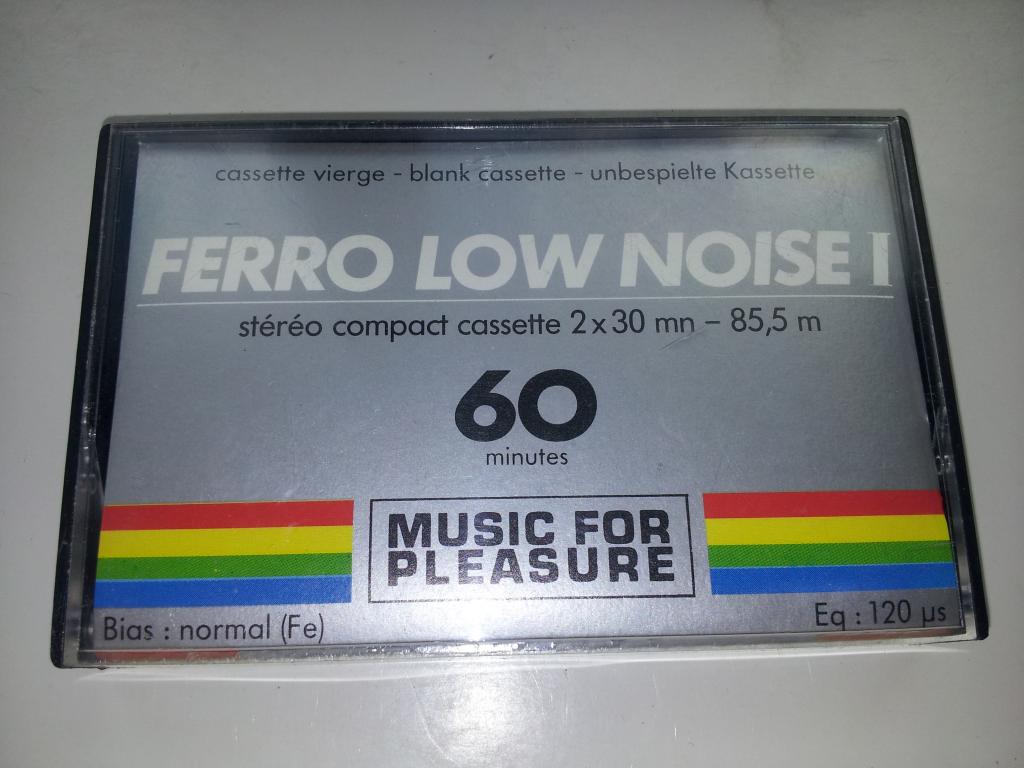 cassette vierge - blank cassette - unbespielte Kassette
FERRO LOW NOISE I
stéréo compact cassette 2 x 30 mn – 85,5 m
60
minutes
MUSIC FOR
PLEASURE
Bias : normal (Fe)
Eq : 120 µs